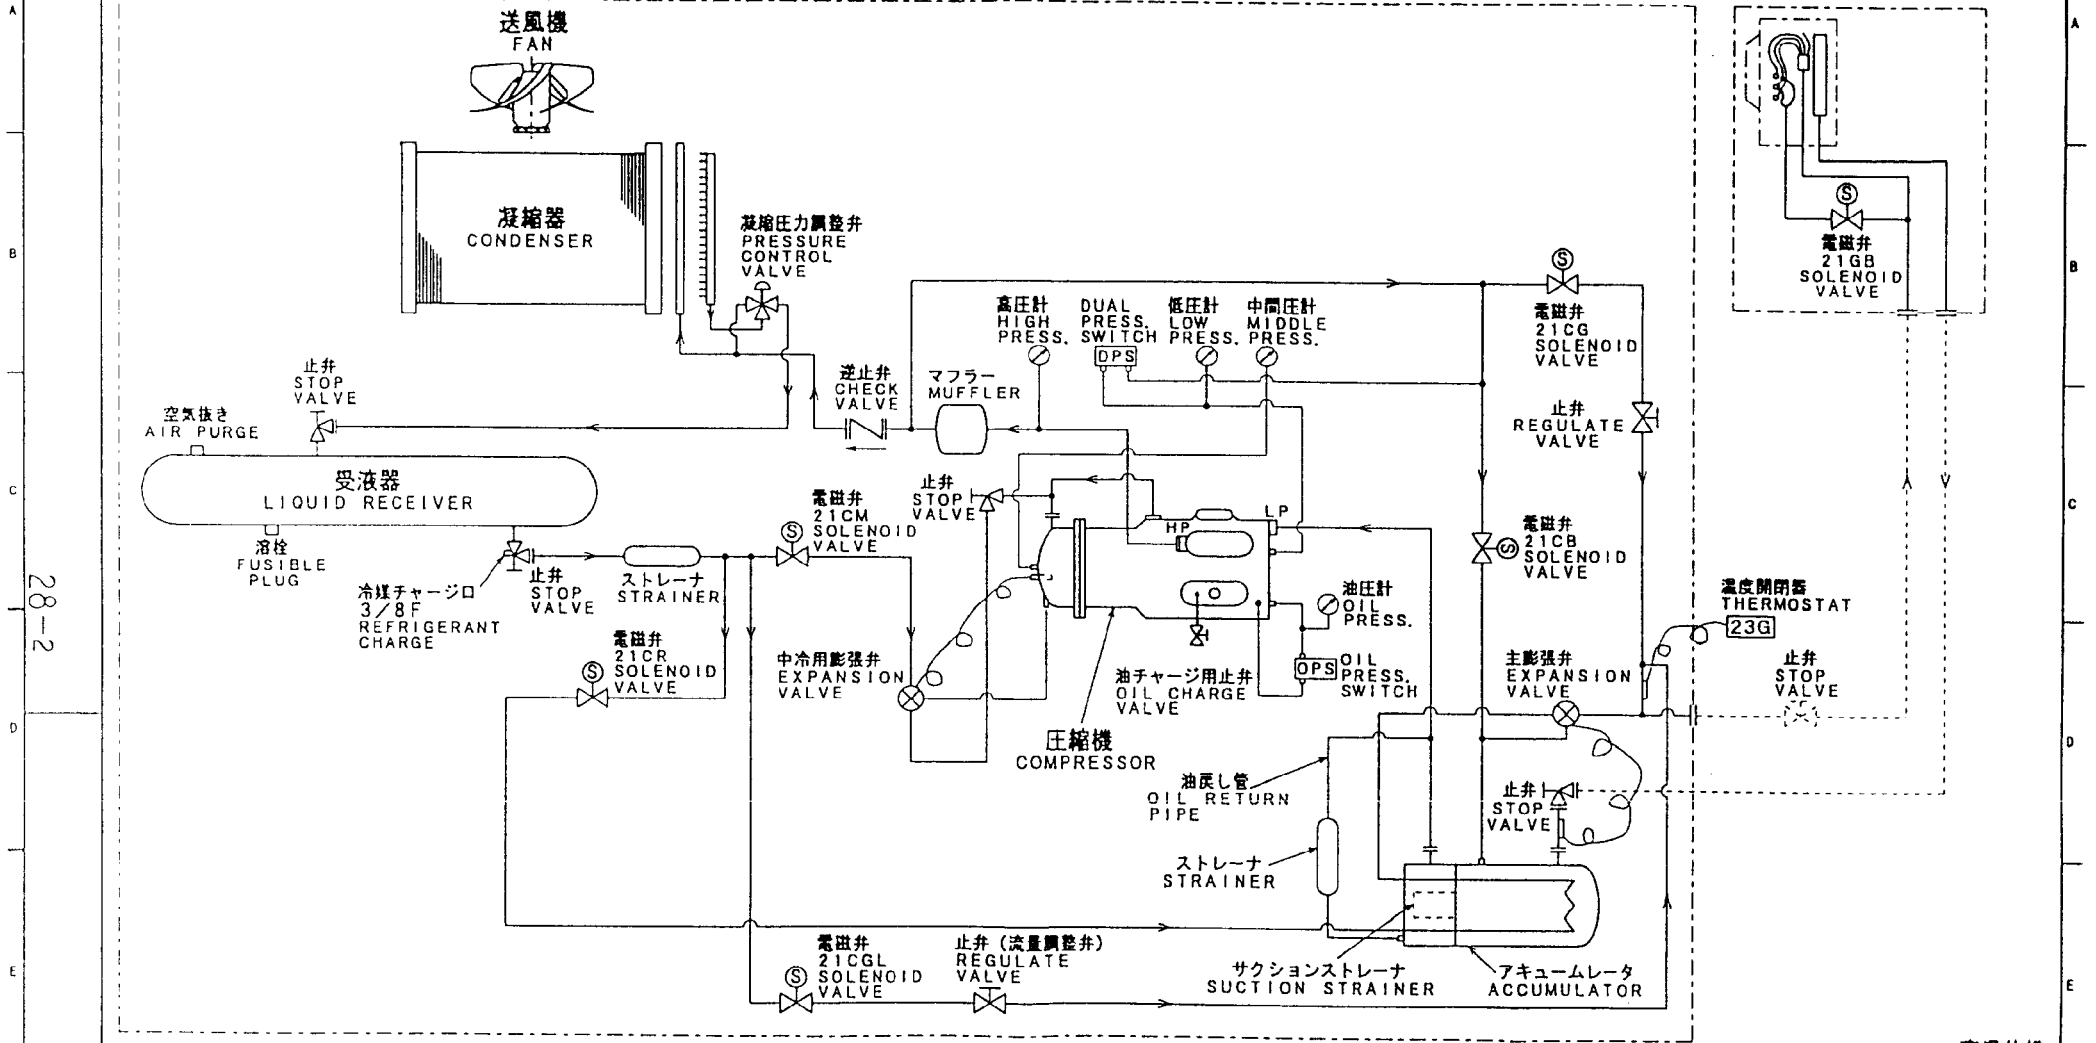 A
A
送風機
FAN
凝縮器
CONDENSER
凝縮圧力調整弁
PRESSURE
CONTROL
VALVE
B
B
S
電磁弁
21GB
SOLENOID
VALVE
S
電磁弁
21CG
SOLENOID
VALVE
高圧計
HIGH
PRESS.
DUAL
PRESS.
SWITCH
DPS
低圧計
LOW
PRESS.
中間圧計
MIDDLE
PRESS.
止弁
STOP
VALVE
空気抜き
AIR PURGE
逆止弁
CHECK
VALVE
マフラー
MUFFLER
止弁
REGULATE
VALVE
C
C
受液器
LIQUID RECEIVER
溶栓
FUSIBLE
PLUG
冷媒チャージ口
3/8F
REFRIGERANT
CHARGE
止弁
STOP
VALVE
ストレーナ
STRAINER
S
電磁弁
21CM
SOLENOID
VALVE
止弁
STOP
VALVE
HP
LP
S
電磁弁
21CB
SOLENOID
VALVE
28-2
S
電磁弁
21CR
SOLENOID
VALVE
中冷用膨張弁
EXPANSION
VALVE
油圧計
OIL
PRESS.
OPS
OIL
PRESS.
SWITCH
油チャージ用止弁
OIL CHARGE
VALVE
圧縮機
COMPRESSOR
主膨張弁
EXPANSION
VALVE
温度開閉器
THERMOSTAT
23G
止弁
STOP
VALVE
D
D
油戻し管
OIL RETURN
PIPE
止弁
STOP
VALVE
ストレーナ
STRAINER
サクションストレーナ
SUCTION STRAINER
アキュームレータ
ACCUMULATOR
E
E
S
電磁弁
21CGL
SOLENOID
VALVE
止弁(流量調整弁)
REGULATE
VALVE